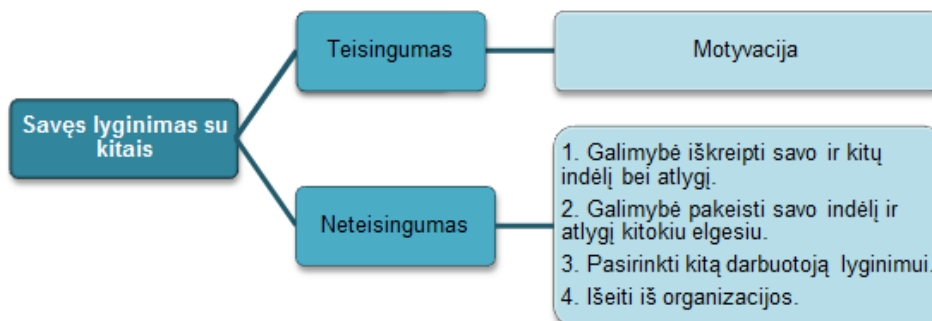 Savęs lyginimas su
kitais
Teisingumas
Motyvacija
Neteisingumas
1. Galimybė iškreipti savo ir kitų
indėlį bei atlygį.
2. Galimybė pakeisti savo indėlį ir
atlygį kitokiu elgesiu.
3. Pasirinkti kitą darbuotoją lyginimui.
4. Išeiti iš organizacijos.